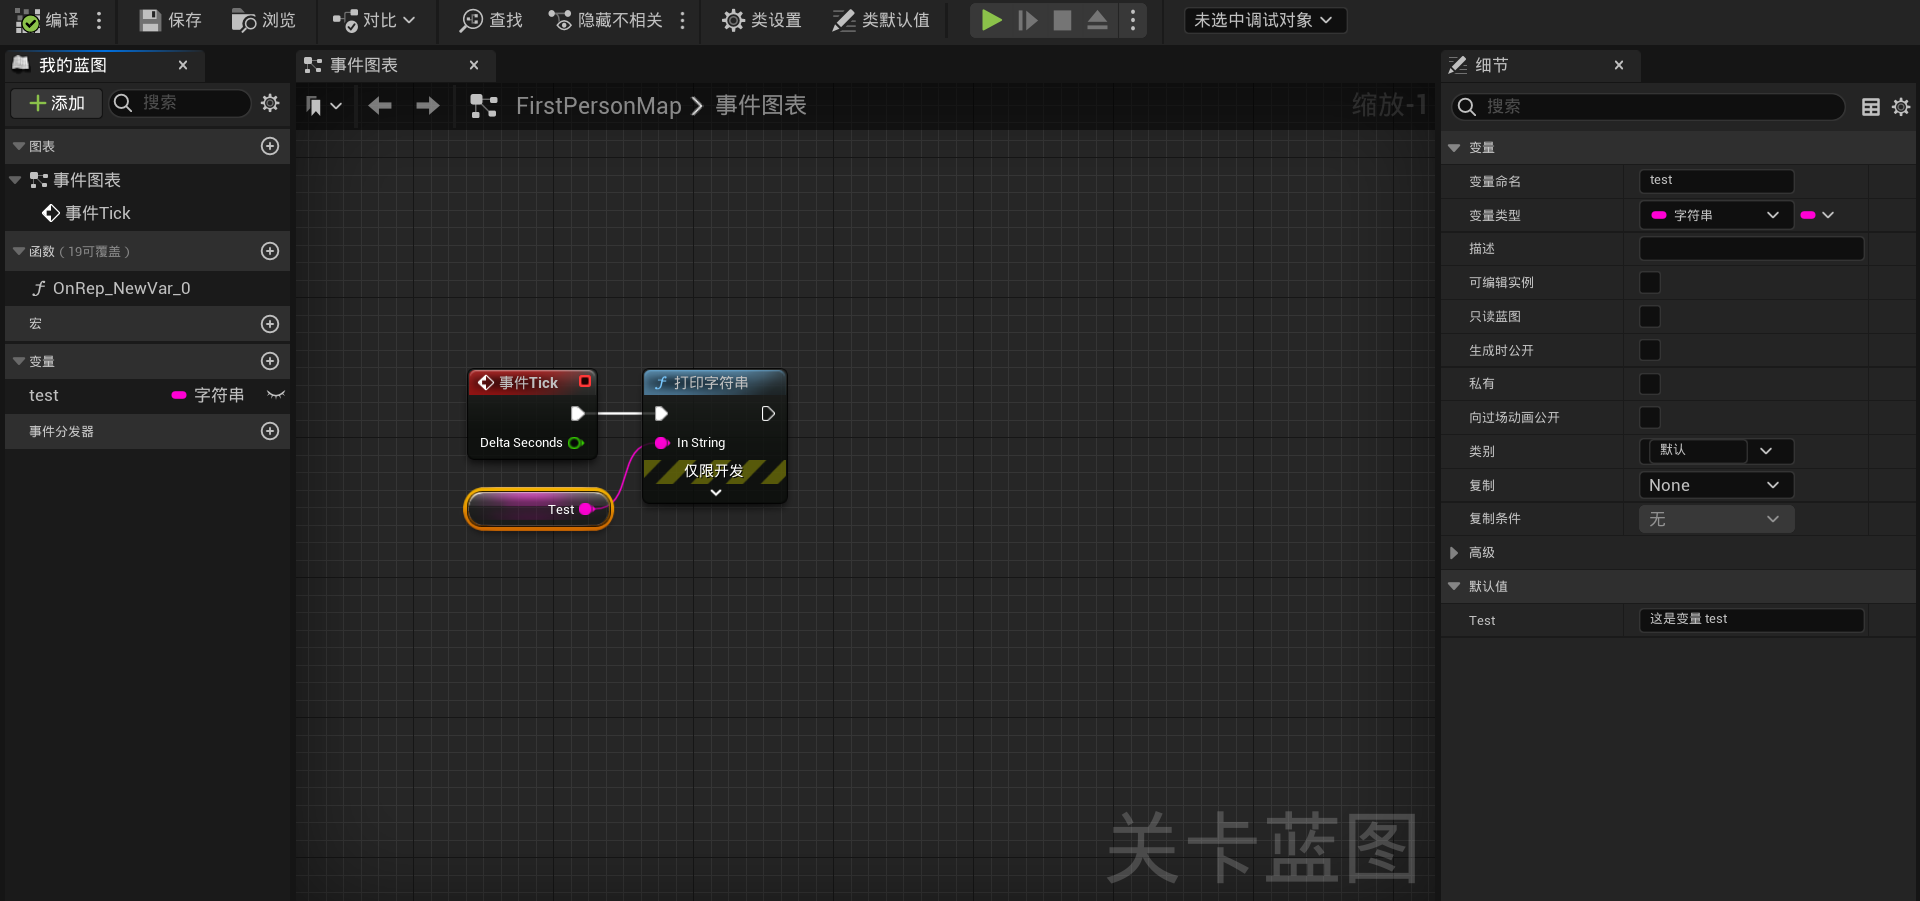 编译 保存 浏览 对比 查找 隐藏不相关 类设置 类默认值 未选中调试对象
我的蓝图
添加 搜索
图表
事件图表
事件Tick
函数（19可覆盖）
OnRep_NewVar_0
宏
变量
test 字符串
事件分发器
事件图表
FirstPersonMap 事件图表 缩放-1
事件Tick
Delta Seconds
打印字符串
In String
仅限开发
Test
关卡蓝图
细节
搜索
变量
变量命名 test
变量类型 字符串
描述
可编辑实例
只读蓝图
生成时公开
私有
向过场动画公开
类别 默认
复制 None
复制条件 无
高级
默认值
Test 这是变量 test